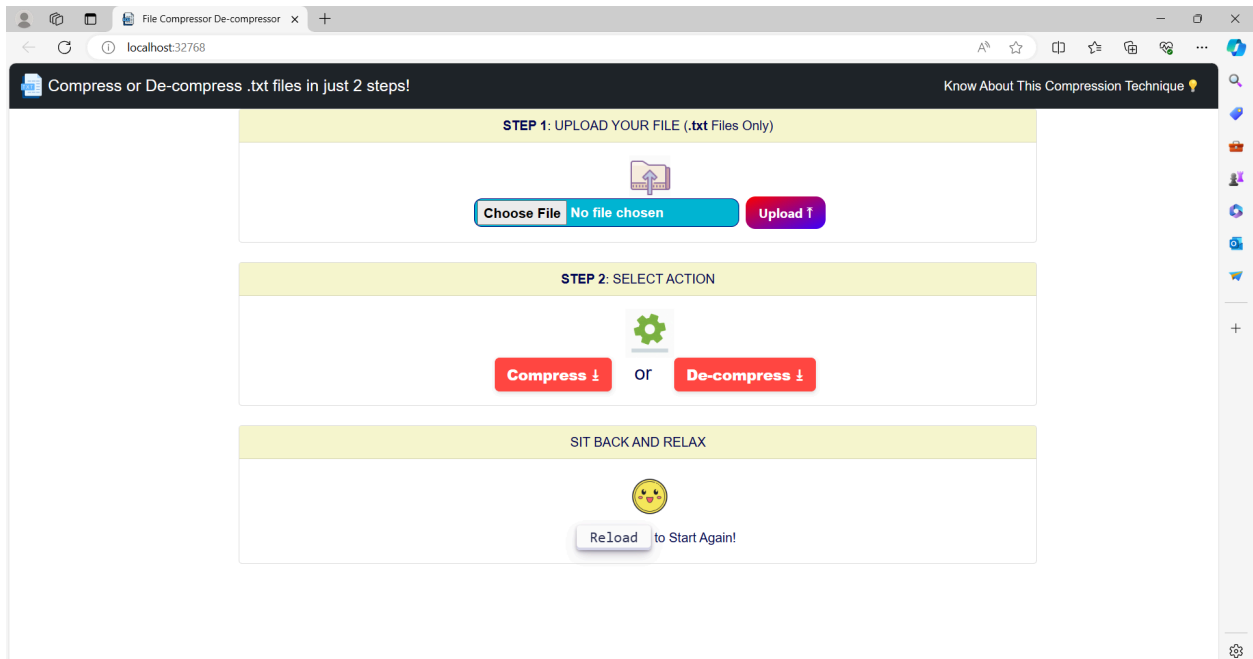 File Compressor De-compressor
localhost:32768
Compress or De-compress .txt files in just 2 steps!
Know About This Compression Technique
STEP 1: UPLOAD YOUR FILE (.txt Files Only)
Choose File No file chosen
Upload
STEP 2: SELECT ACTION
Compress
or
De-compress
SIT BACK AND RELAX
Reload to Start Again!